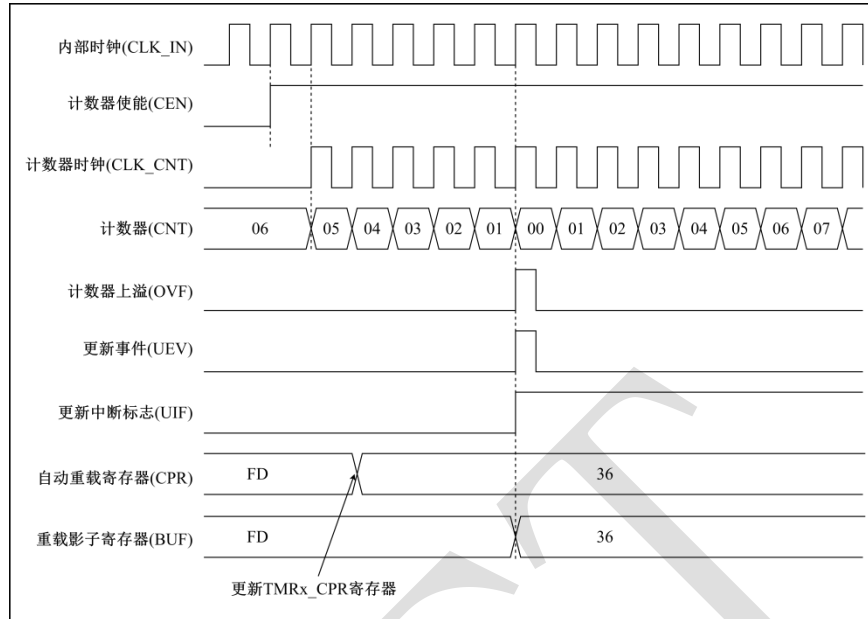 内部时钟(CLK_IN)
计数器使能(CEN)
计数器时钟(CLK_CNT)
计数器(CNT) 06 05 04 03 02 01 00 01 02 03 04 05 06 07
计数器上溢(OVF)
更新事件(UEV)
更新中断标志(UIF)
自动重载寄存器(CPR) FD 36
重载影子寄存器(BUF) FD 36
更新TMRx_CPR寄存器